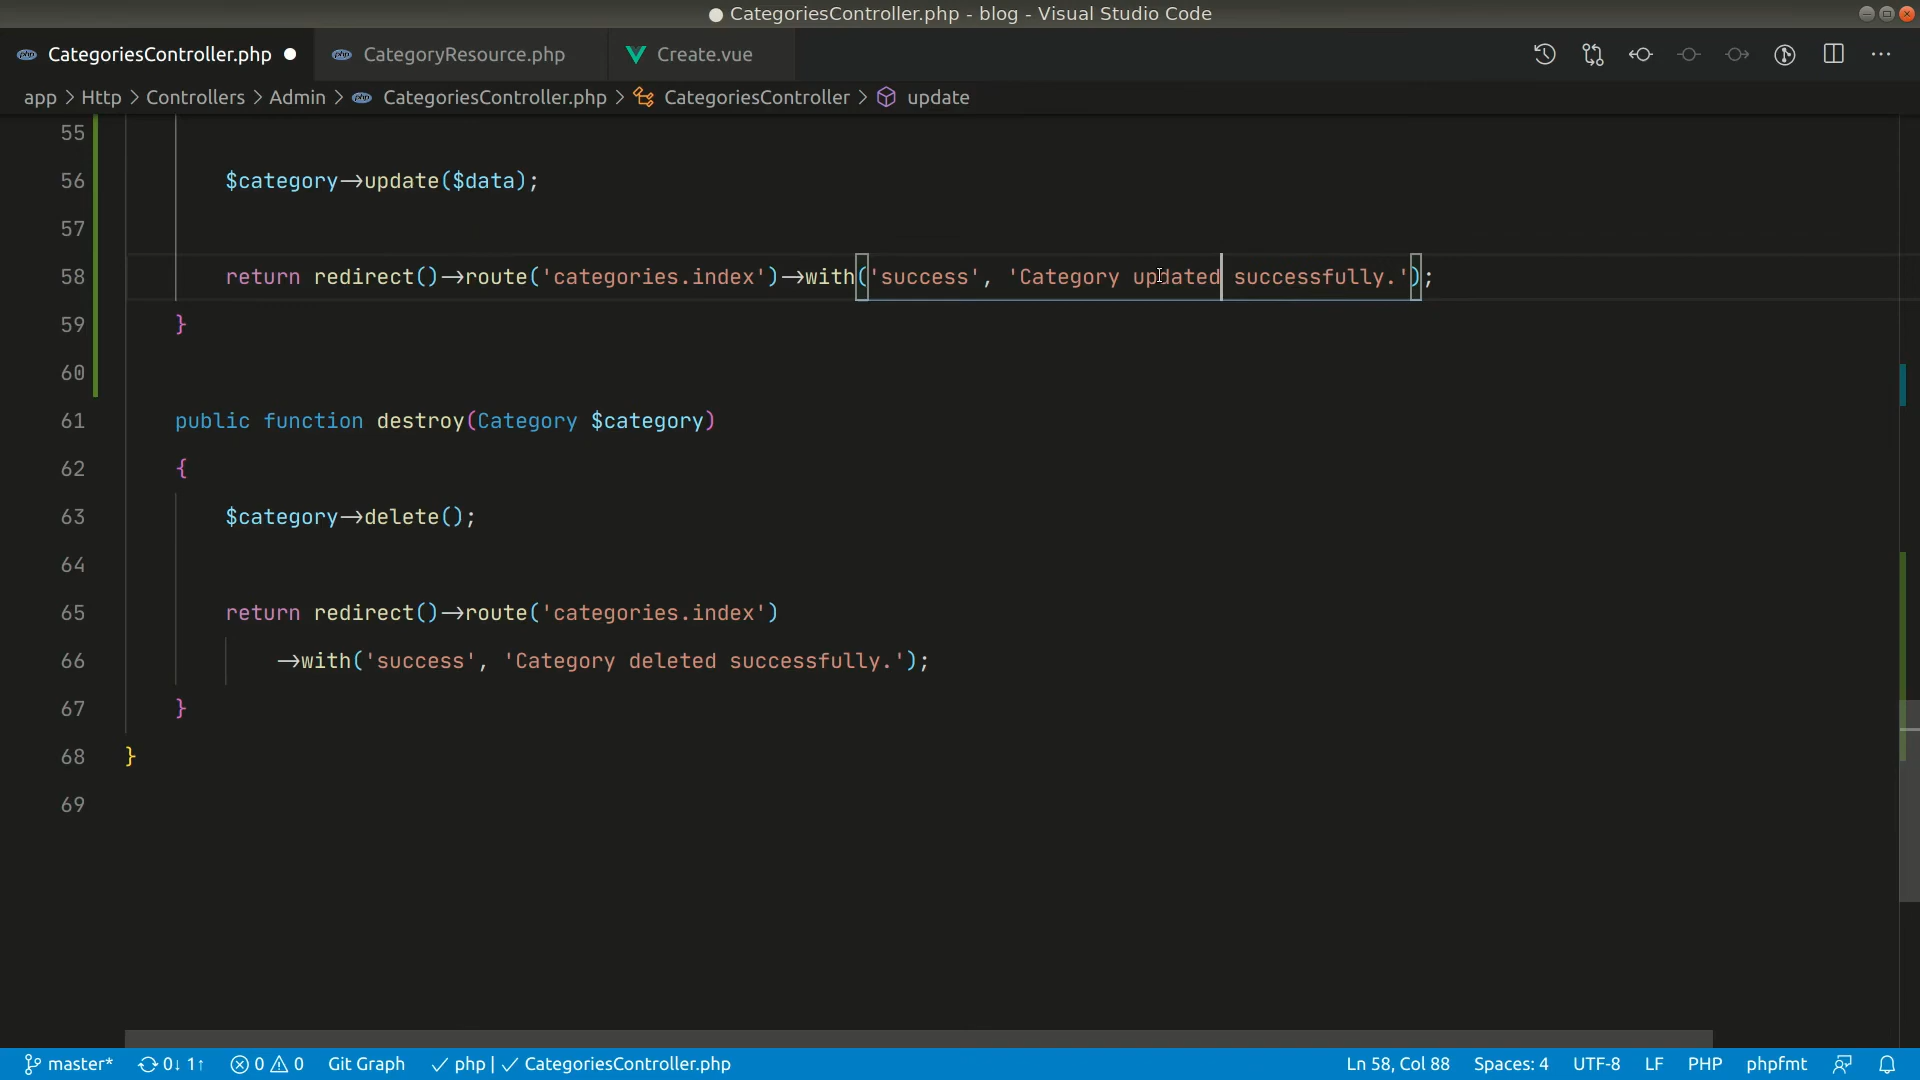 CategoriesController.php - blog - Visual Studio Code
CategoriesController.php CategoryResource.php Create.vue
app > Http > Controllers > Admin > CategoriesController.php > CategoriesController > update
55
56 $category->update($data);
57
58 return redirect()->route('categories.index')->with('success', 'Category updated successfully.');
59 }
60
61 public function destroy(Category $category)
62 {
63 $category->delete();
64
65 return redirect()->route('categories.index')
66 ->with('success', 'Category deleted successfully.');
67 }
68 }
69
master* 0↓ 1↑ 0 0 Git Graph ✓ php | ✓ CategoriesController.php Ln 58, Col 88 Spaces: 4 UTF-8 LF PHP phpfmt